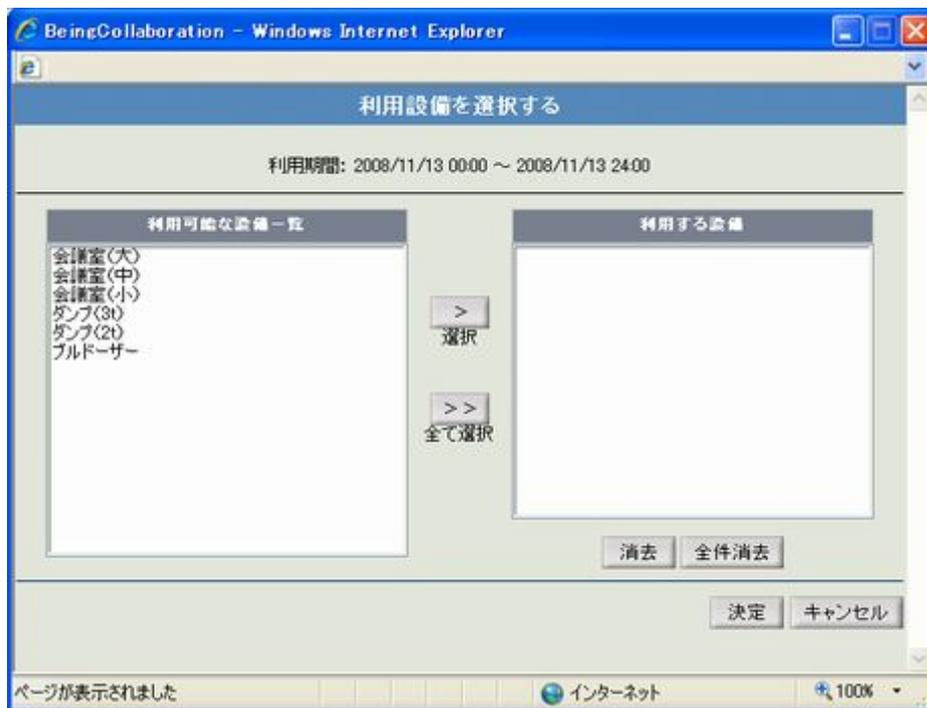 BeingCollaboration - Windows Internet Explorer
利用設備を選択する
利用期間: 2008/11/13 00:00 ～ 2008/11/13 24:00
利用可能な設備一覧
会議室(大)
会議室(中)
会議室(小)
ダンプ(3t)
ダンプ(2t)
ブルドーザー
>
選択
>>
全て選択
利用する設備
消去 全件消去
決定 キャンセル
ページが表示されました インターネット 100%